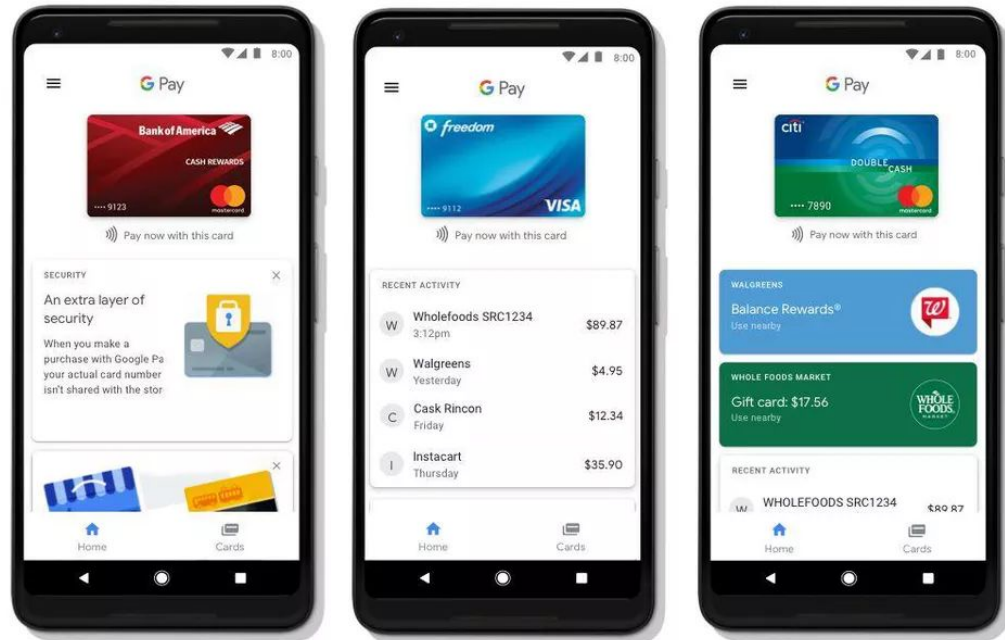 8:00
G Pay
Bank of America
CASH REWARDS
•••• 9123
mastercard
Pay now with this card
SECURITY
An extra layer of
security
When you make a
purchase with Google Pa
your actual card number
isn't shared with the stor
Home
Cards
8:00
G Pay
freedom
•••• 9112
VISA
Pay now with this card
RECENT ACTIVITY
W
Wholefoods SRC1234
$89.87
3:12pm
W
Walgreens
$4.95
Yesterday
C
Cask Rincon
$12.34
Friday
I
Instacart
$35.90
Thursday
Home
Cards
8:00
G Pay
citi
DOUBLE
CASH
•••• 7890
mastercard
Pay now with this card
WALGREENS
Balance Rewards®
Use nearby
W
WHOLE FOODS MARKET
Gift card: $17.56
Use nearby
WHOLE
FOODS
MARKET
RECENT ACTIVITY
W
WHOLEFOODS SRC1234
$89.87
Home
Cards